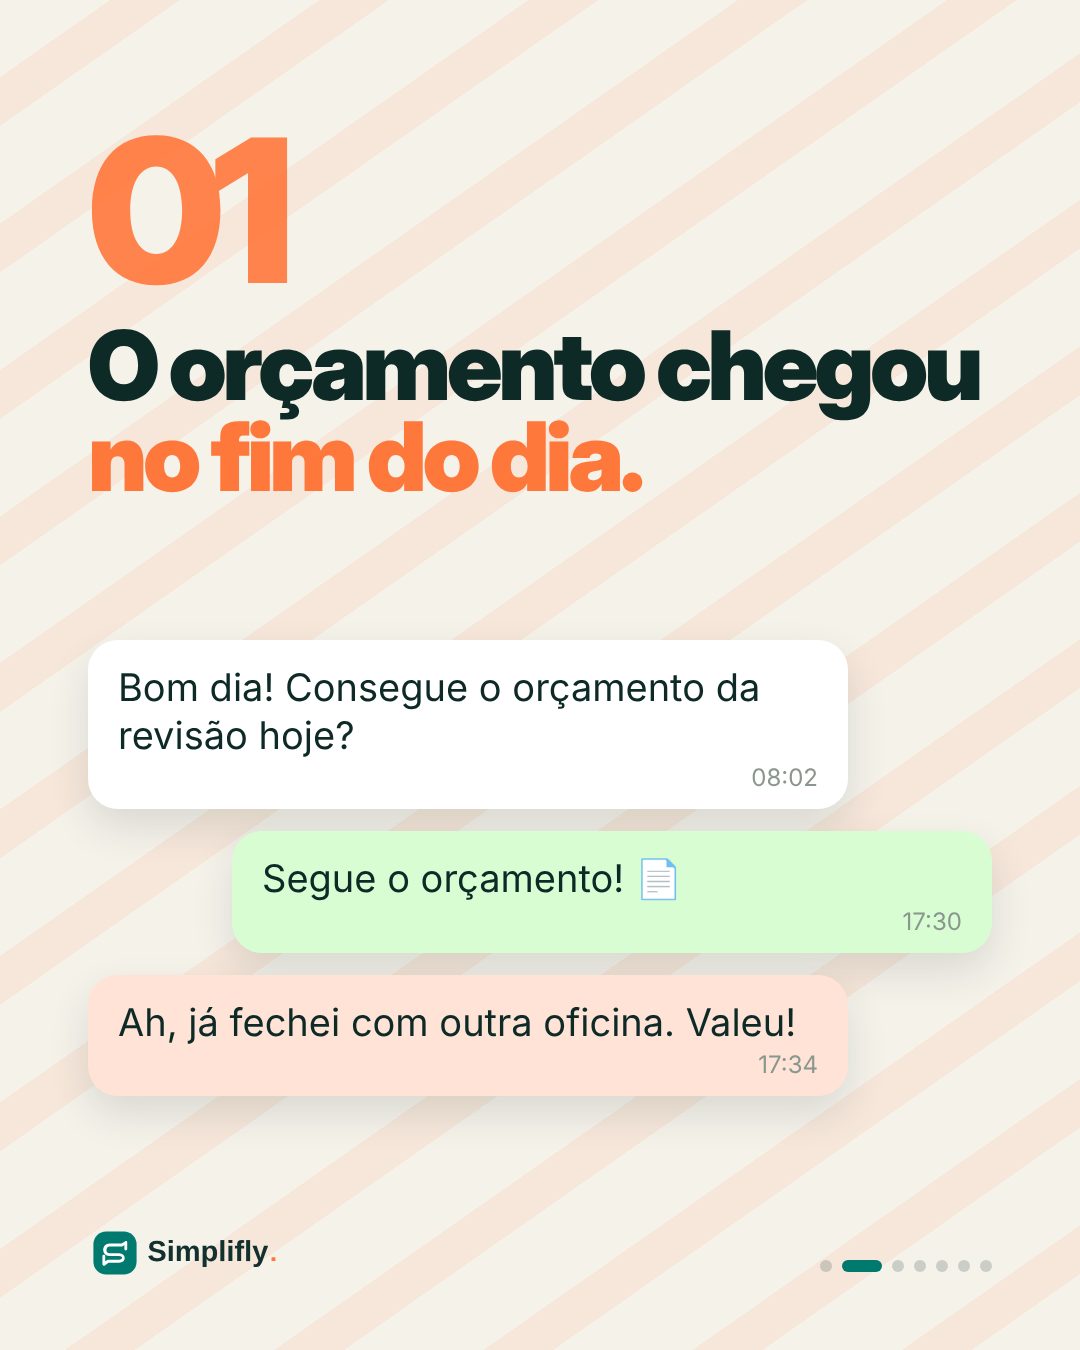 01
O orçamento chegou
no fim do dia.
Bom dia! Consegue o orçamento da
revisão hoje?
08:02
Segue o orçamento! 📄
17:30
Ah, já fechei com outra oficina. Valeu!
17:34
Simplifly.